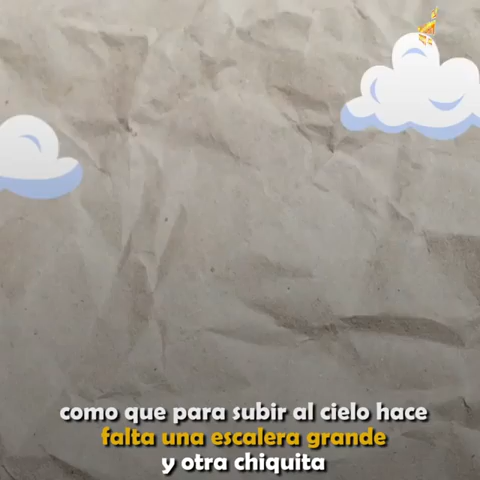 como que para subir al cielo hace
falta una escalera grande
y otra chiquita